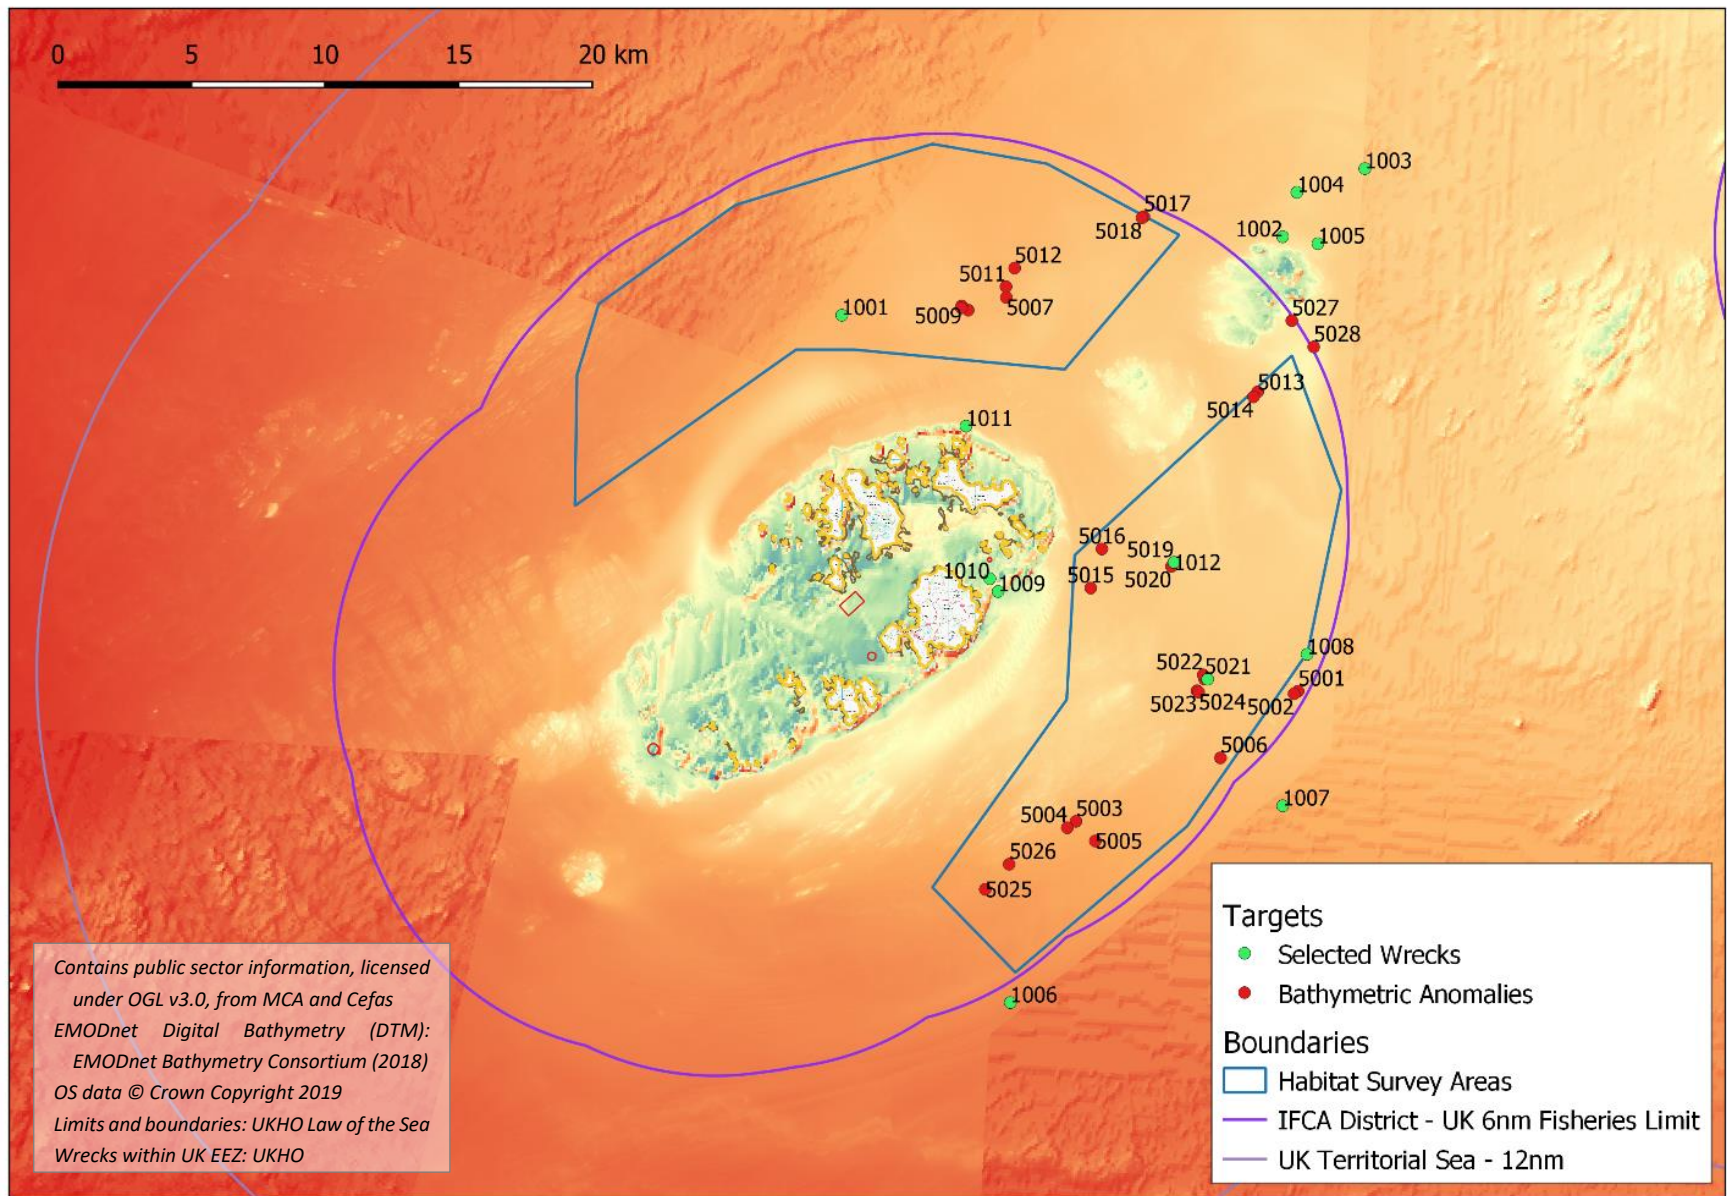 0 5 10 15 20 km
1003
1004
5017
1002
5018
1005
5012
5011
1001
5009
5007
5027
5028
5013
5014
1011
5016
5019
1012
5020
1010
5015
1009
1008
5022
5021
5001
5023
5024
5002
5006
1007
5004
5003
5005
5026
5025
1006
Targets
Selected Wrecks
Bathymetric Anomalies
Boundaries
Habitat Survey Areas
IFCA District - UK 6nm Fisheries Limit
UK Territorial Sea - 12nm
Contains public sector information, licensed
under OGL v3.0, from MCA and Cefas
EMODnet Digital Bathymetry (DTM):
EMODnet Bathymetry Consortium (2018)
OS data © Crown Copyright 2019
Limits and boundaries: UKHO Law of the Sea
Wrecks within UK EEZ: UKHO